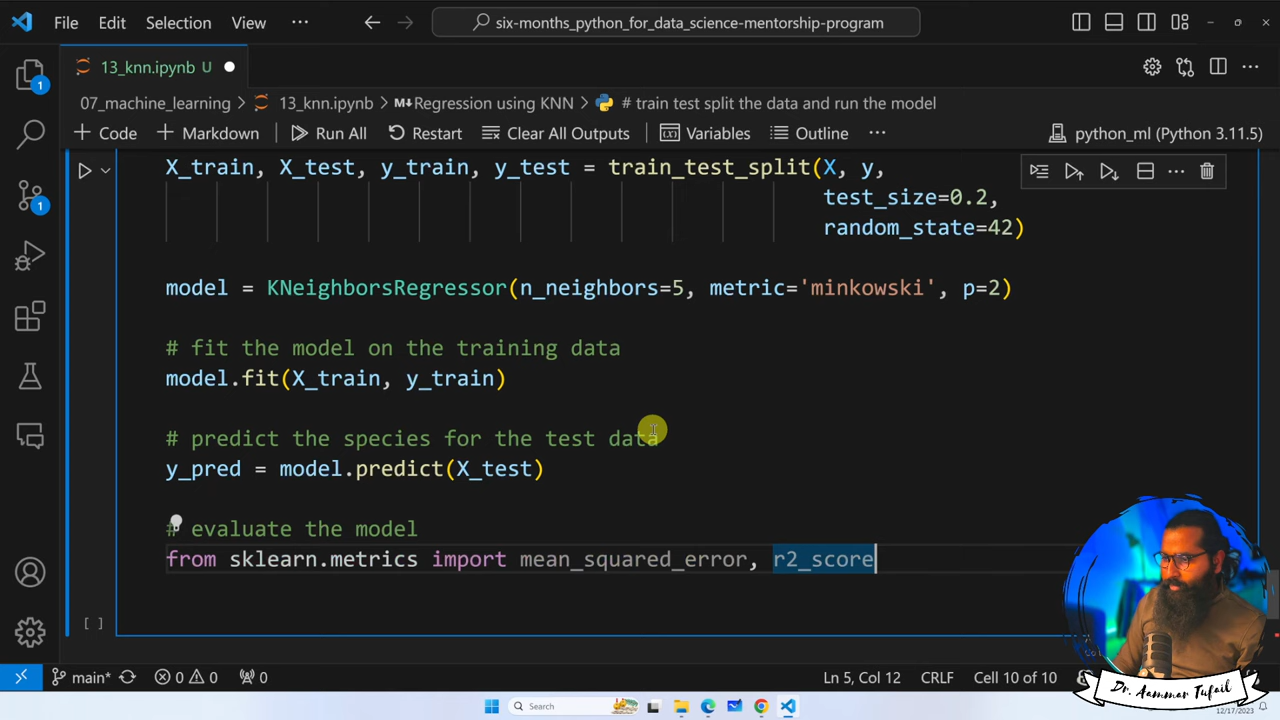 File Edit Selection View ··· six-months_python_for_data_science-mentorship-program
13_knn.ipynb U
07_machine_learning > 13_knn.ipynb > M↓Regression using KNN > # train test split the data and run the model
+ Code + Markdown Run All Restart Clear All Outputs Variables Outline ··· python_ml (Python 3.11.5)
X_train, X_test, y_train, y_test = train_test_split(X, y,
test_size=0.2,
random_state=42)
model = KNeighborsRegressor(n_neighbors=5, metric='minkowski', p=2)
# fit the model on the training data
model.fit(X_train, y_train)
# predict the species for the test data
y_pred = model.predict(X_test)
# evaluate the model
from sklearn.metrics import mean_squared_error, r2_score
[ ]
1
1
main* 0 0 0 Ln 5, Col 12 CRLF Cell 10 of 10
Dr. Aammar Tufail
Search
12/17/2023